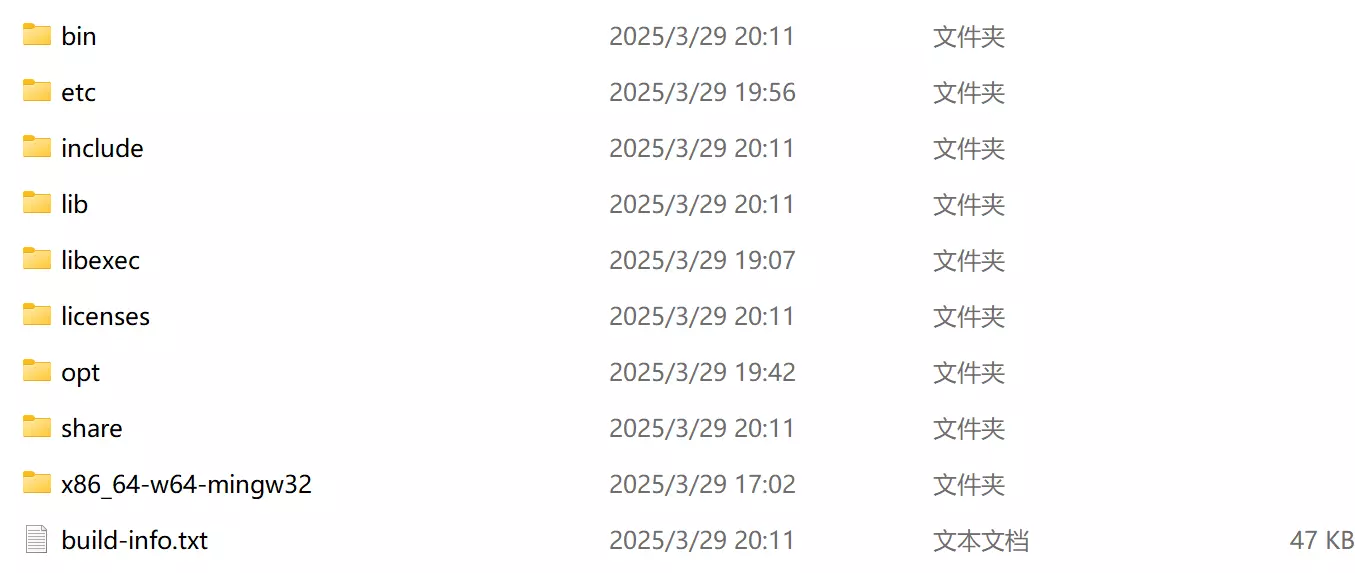 bin 2025/3/29 20:11 文件夹
etc 2025/3/29 19:56 文件夹
include 2025/3/29 20:11 文件夹
lib 2025/3/29 20:11 文件夹
libexec 2025/3/29 19:07 文件夹
licenses 2025/3/29 20:11 文件夹
opt 2025/3/29 19:42 文件夹
share 2025/3/29 20:11 文件夹
x86_64-w64-mingw32 2025/3/29 17:02 文件夹
build-info.txt 2025/3/29 20:11 文本文档 47 KB